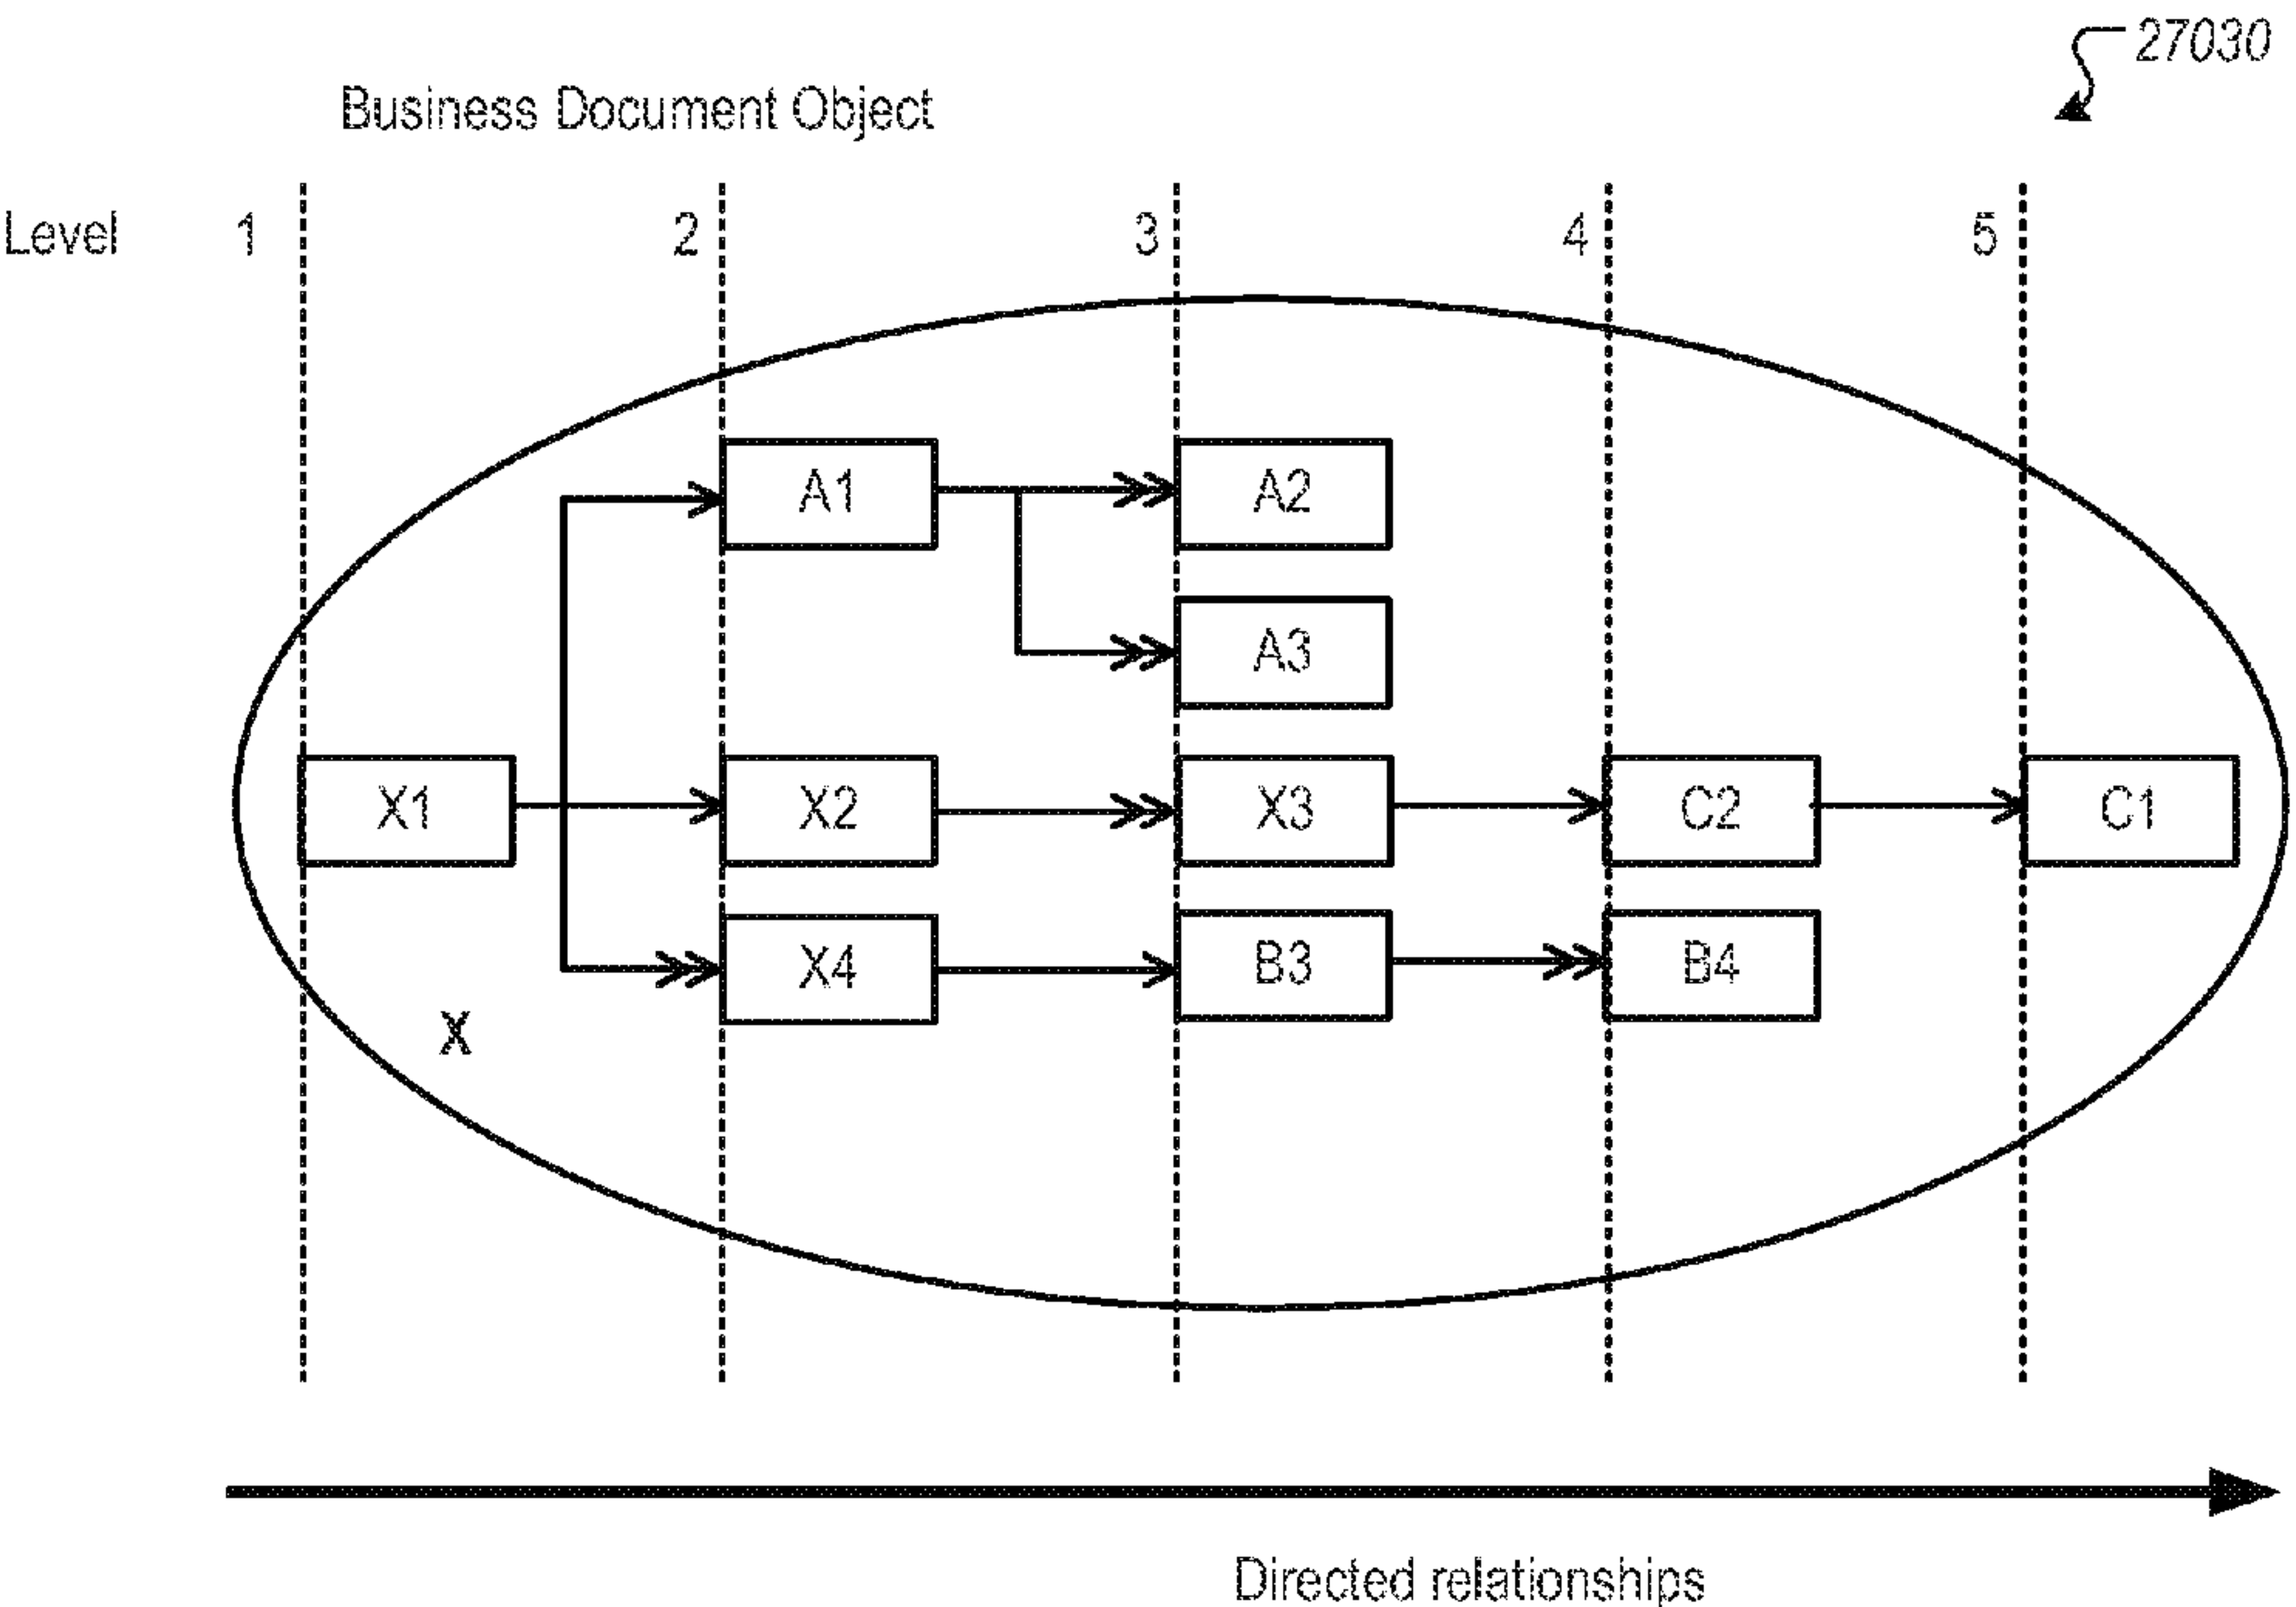 27030
Business Document Object
Level 1 2 3 4 5
A1 A2
A3
X1 X2 X3 C2 C1
X4 B3 B4
X
Directed relationships